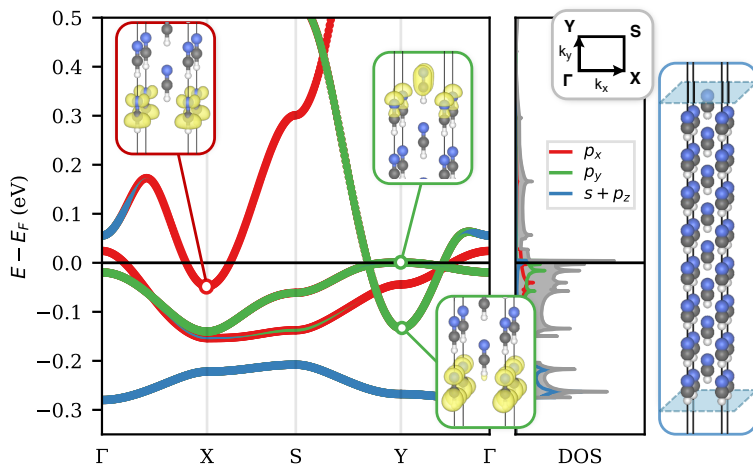 0.5
0.4
0.3
0.2
0.1
0.0
−0.1
−0.2
−0.3
E − E_F (eV)
Γ
X
S
Y
Γ
Y
S
k_y
Γ
k_x
X
p_x
p_y
s + p_z
DOS